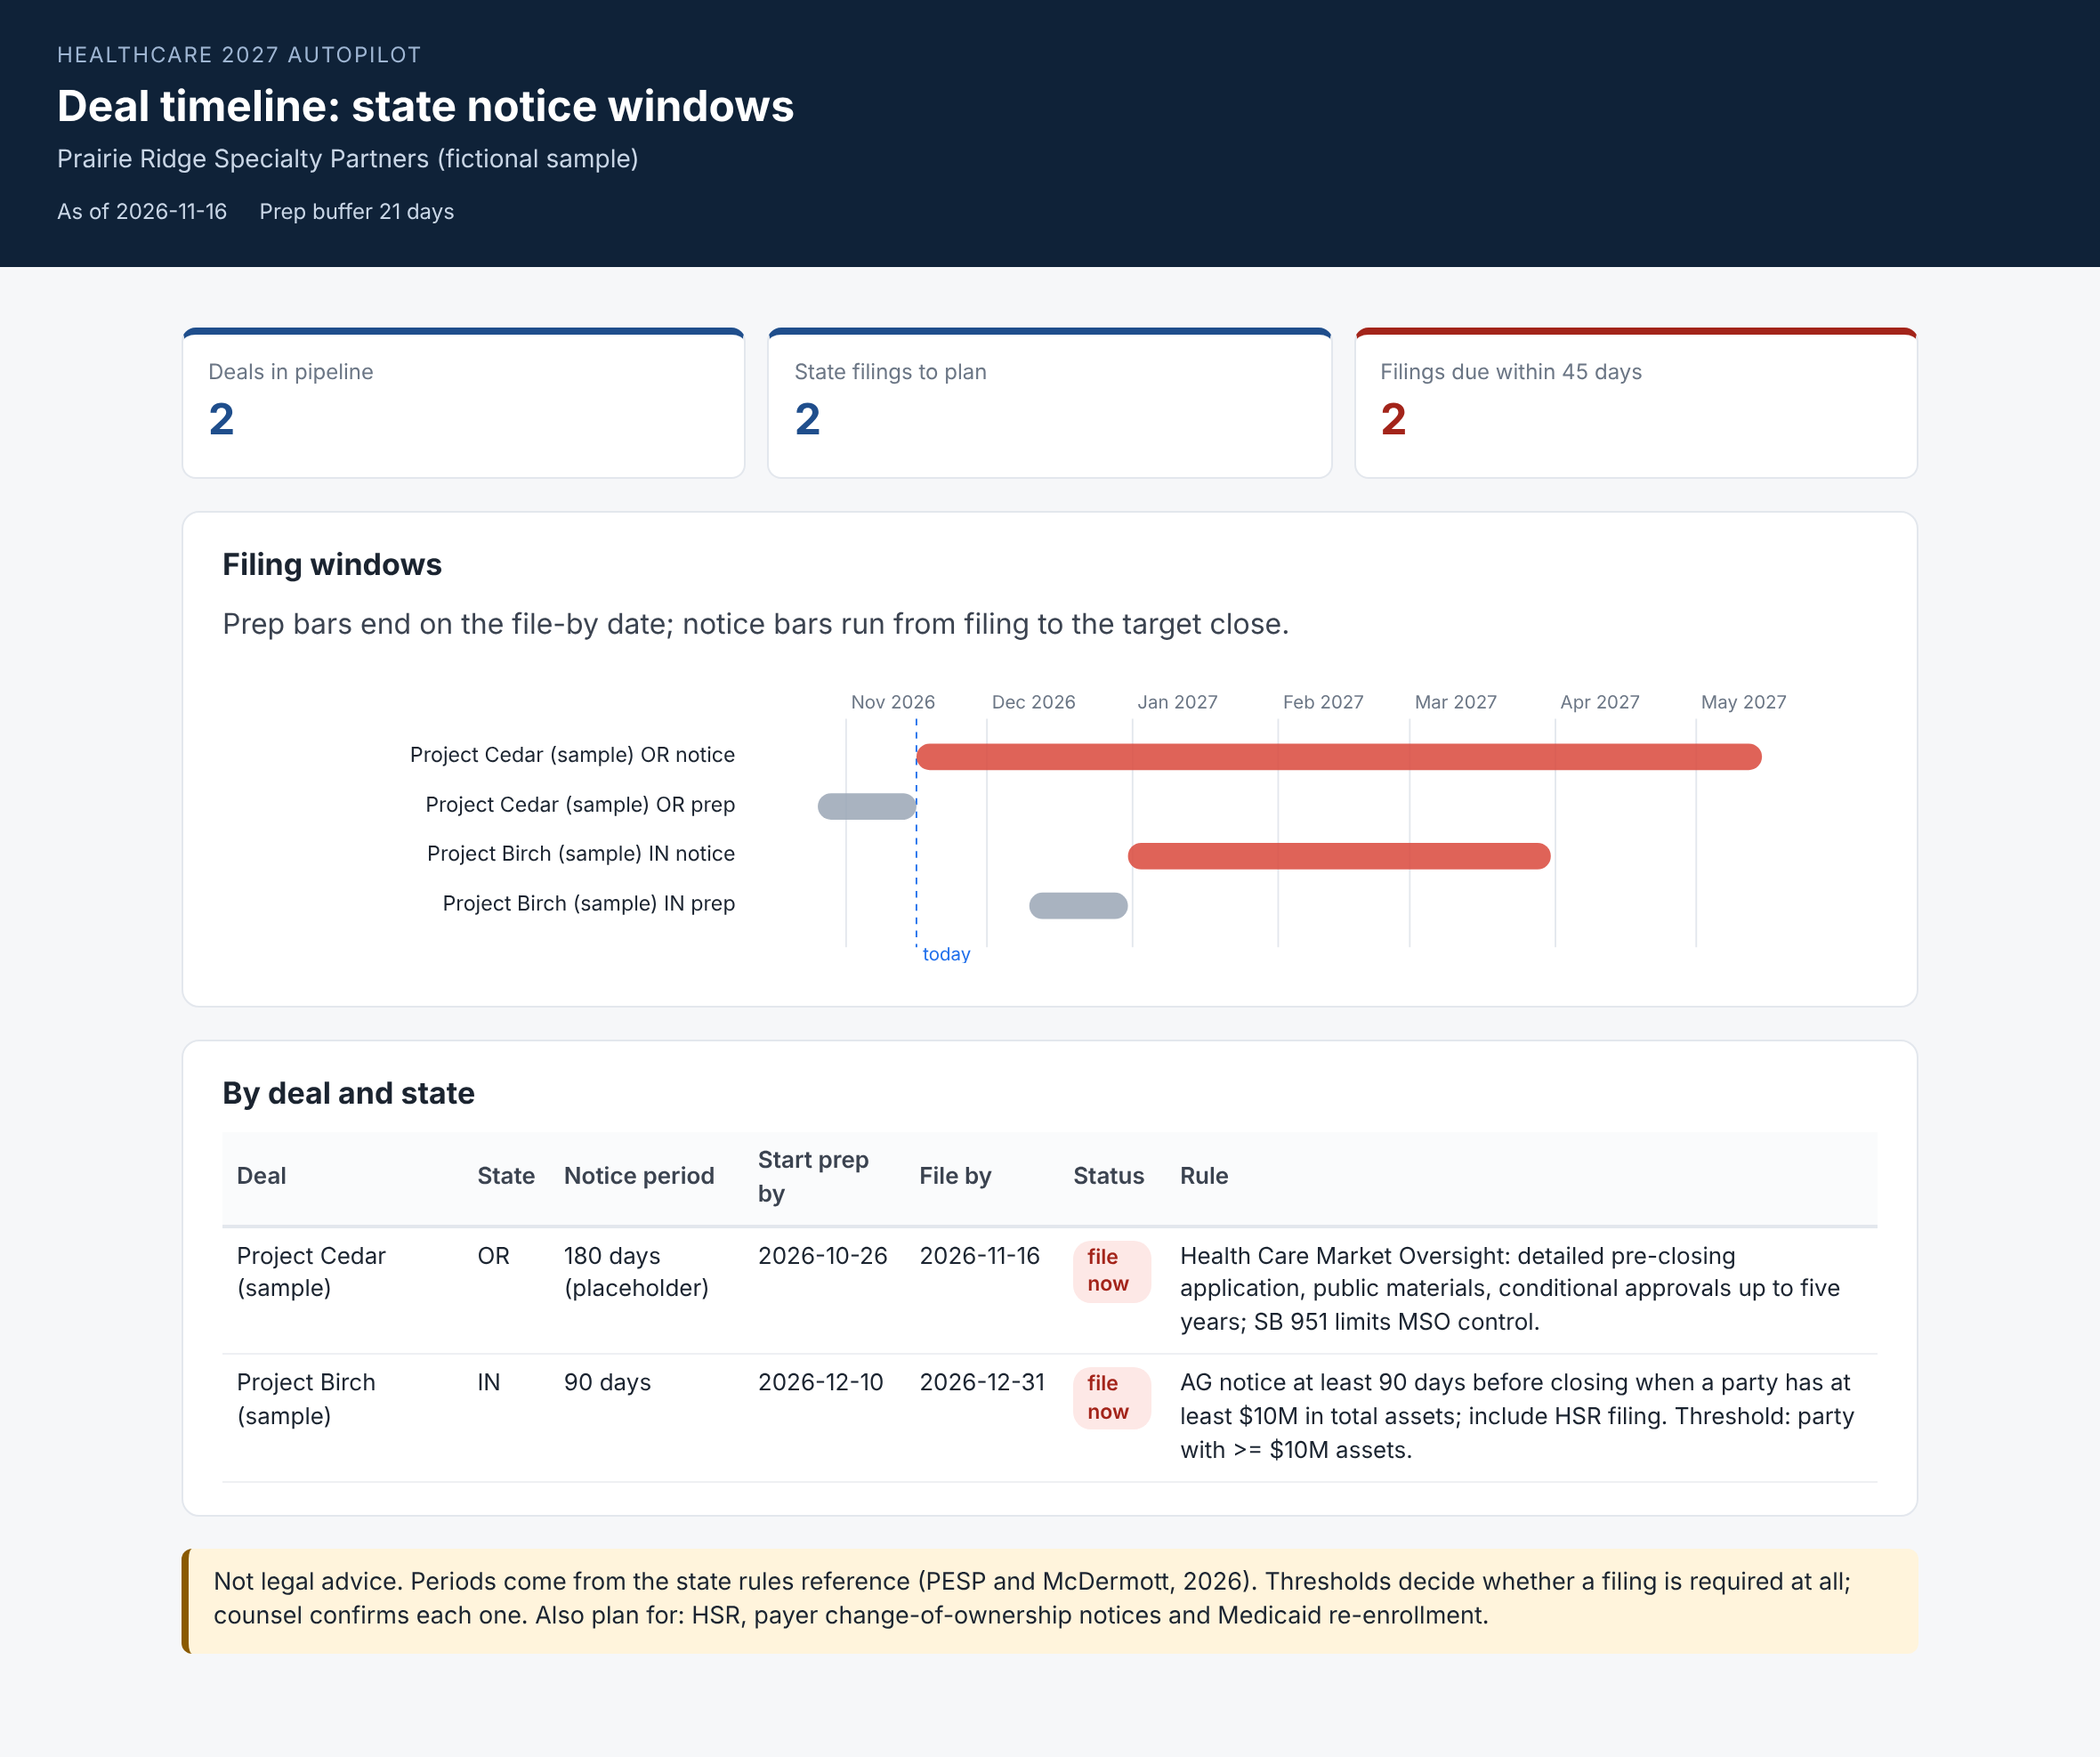 HEALTHCARE 2027 AUTOPILOT
Deal timeline: state notice windows
Prairie Ridge Specialty Partners (fictional sample)
As of 2026-11-16 Prep buffer 21 days
Deals in pipeline
2
State filings to plan
2
Filings due within 45 days
2
Filing windows
Prep bars end on the file-by date; notice bars run from filing to the target close.
Nov 2026 Dec 2026 Jan 2027 Feb 2027 Mar 2027 Apr 2027 May 2027
Project Cedar (sample) OR notice
Project Cedar (sample) OR prep
Project Birch (sample) IN notice
Project Birch (sample) IN prep
today
By deal and state
Deal State Notice period Start prep by File by Status Rule
Project Cedar (sample) OR 180 days (placeholder) 2026-10-26 2026-11-16 file now Health Care Market Oversight: detailed pre-closing
application, public materials, conditional approvals up to five
years; SB 951 limits MSO control.
Project Birch (sample) IN 90 days 2026-12-10 2026-12-31 file now AG notice at least 90 days before closing when a party has at
least $10M in total assets; include HSR filing. Threshold: party
with >= $10M assets.
Not legal advice. Periods come from the state rules reference (PESP and McDermott, 2026). Thresholds decide whether a filing is required at all;
counsel confirms each one. Also plan for: HSR, payer change-of-ownership notices and Medicaid re-enrollment.